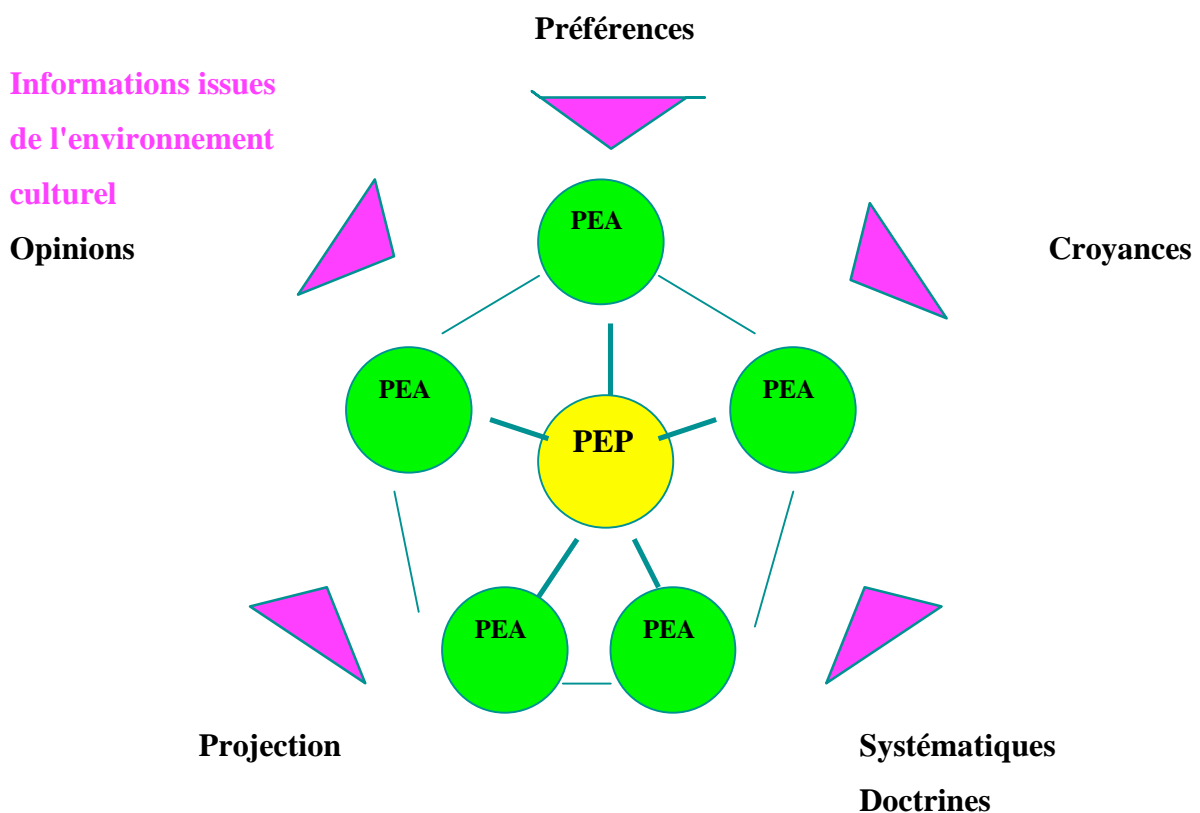 Préférences
Informations issues
de l'environnement
culturel
Opinions
Croyances
PEA
PEA
PEA
PEP
PEA
PEA
Projection
Systématiques
Doctrines